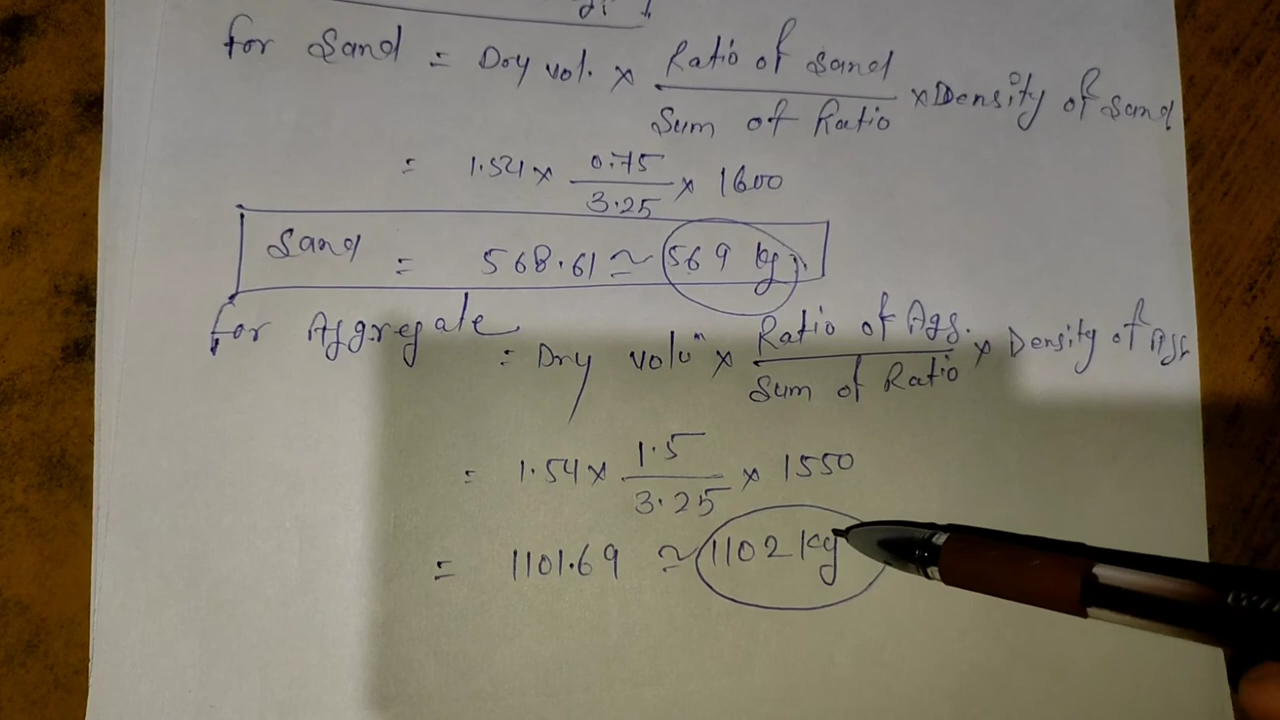 for Sand = Dry vol. × Ratio of Sand / Sum of Ratio × Density of Sand
= 1.54 × 0.75 / 3.25 × 1600
Sand = 568.61 ≃ 569 kg.
for Aggregate
= Dry volun × Ratio of Agg. / Sum of Ratio × Density of Agg
= 1.54 × 1.5 / 3.25 × 1550
= 1101.69 ≃ 1102 kg